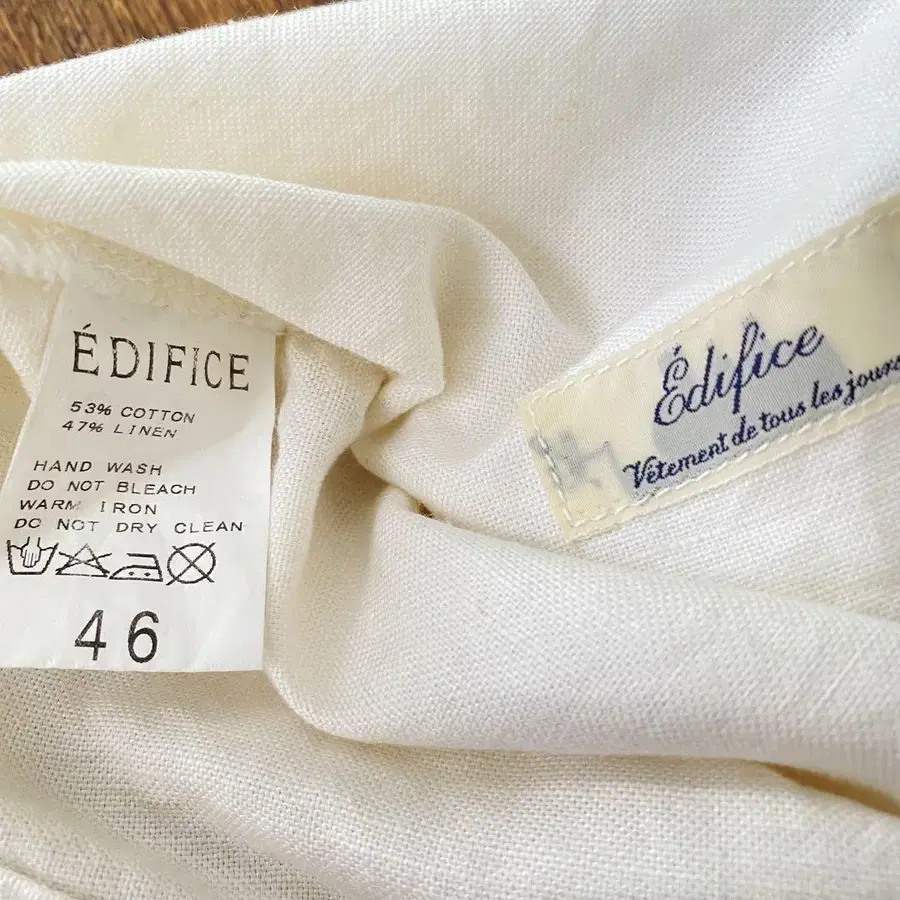 ÉDIFICE
53% COTTON
47% LINEN
HAND WASH
DO NOT BLEACH
WARM IRON
DO NOT DRY CLEAN
46
Édifice
Vêtement de tous les jours